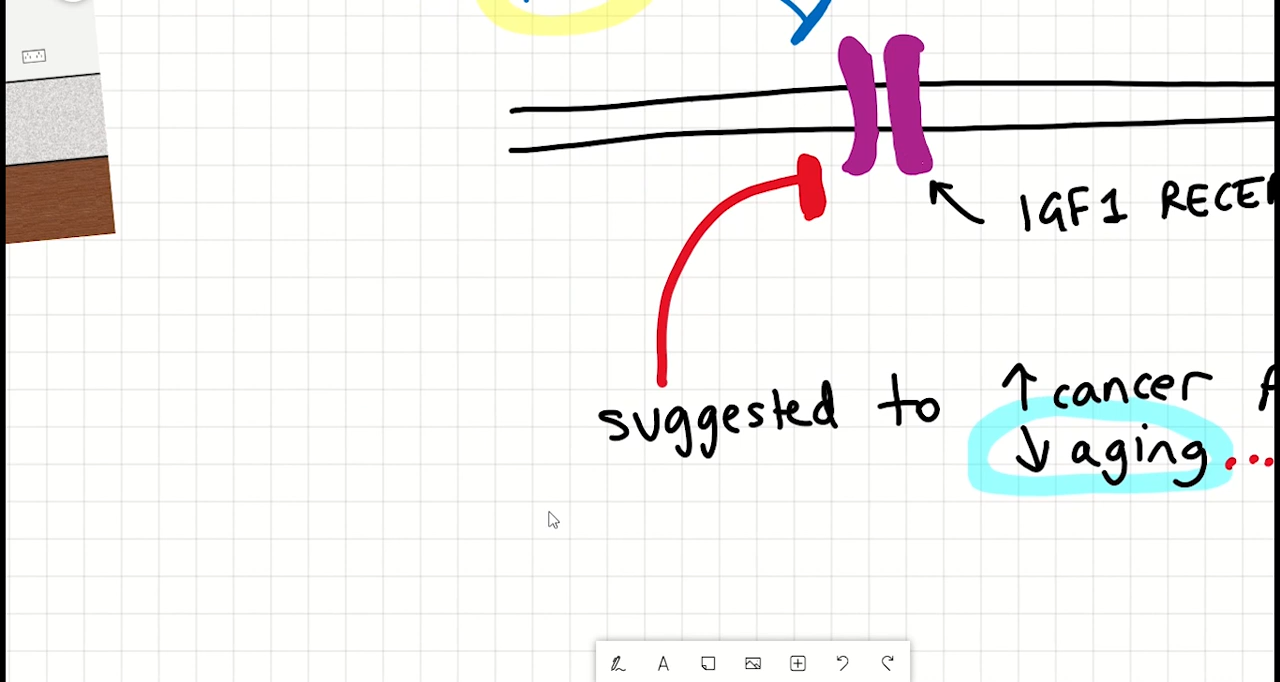 IGF1 RECE
suggested to ↑ cancer
↓ aging...
A